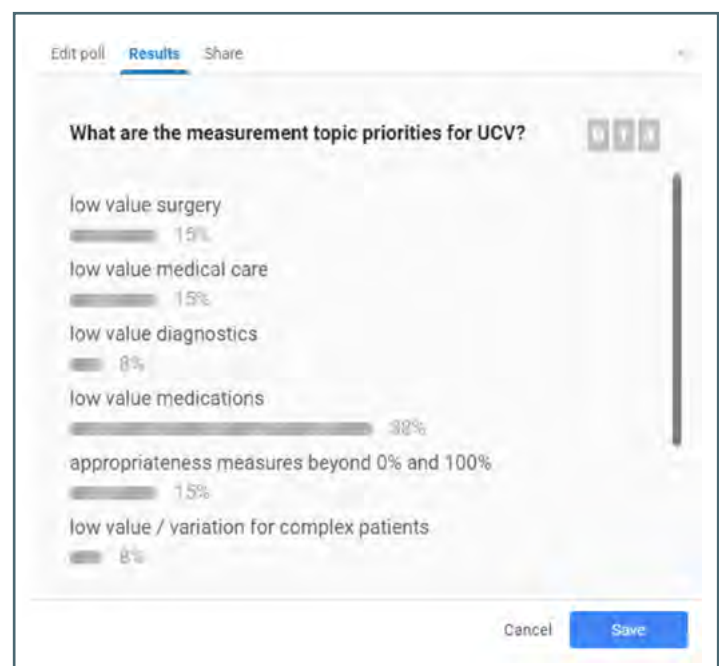 Edit poll Results Share
What are the measurement topic priorities for UCV?
low value surgery
15%
low value medical care
15%
low value diagnostics
8%
low value medications
38%
appropriateness measures beyond 0% and 100%
15%
low value / variation for complex patients
8%
Cancel Save